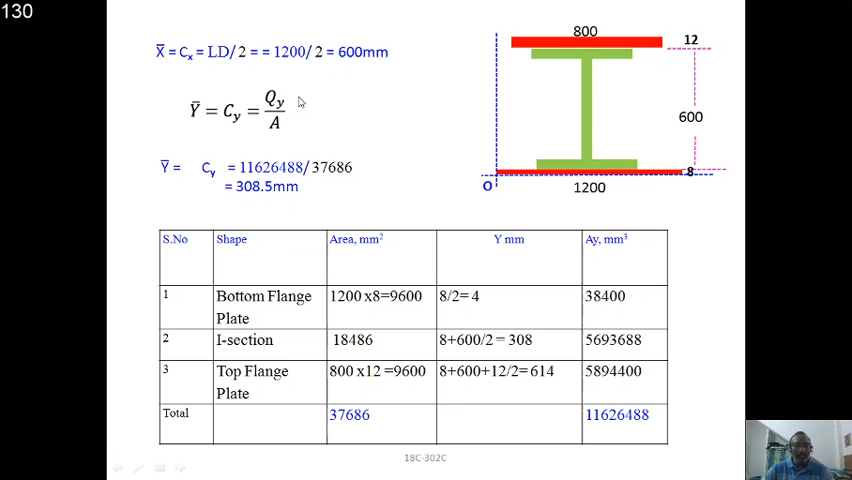 130
X̄ = Cx = LD/2 = = 1200/2 = 600mm
Ȳ = Cy = Qy/A
Ȳ = Cy = 11626488/37686
= 308.5mm
800
12
600
8
O
1200
S.No Shape Area, mm² Y mm Ay, mm³
1 Bottom Flange Plate 1200 x8=9600 8/2= 4 38400
2 I-section 18486 8+600/2 = 308 5693688
3 Top Flange Plate 800 x12 =9600 8+600+12/2= 614 5894400
Total 37686 11626488
18C-302C